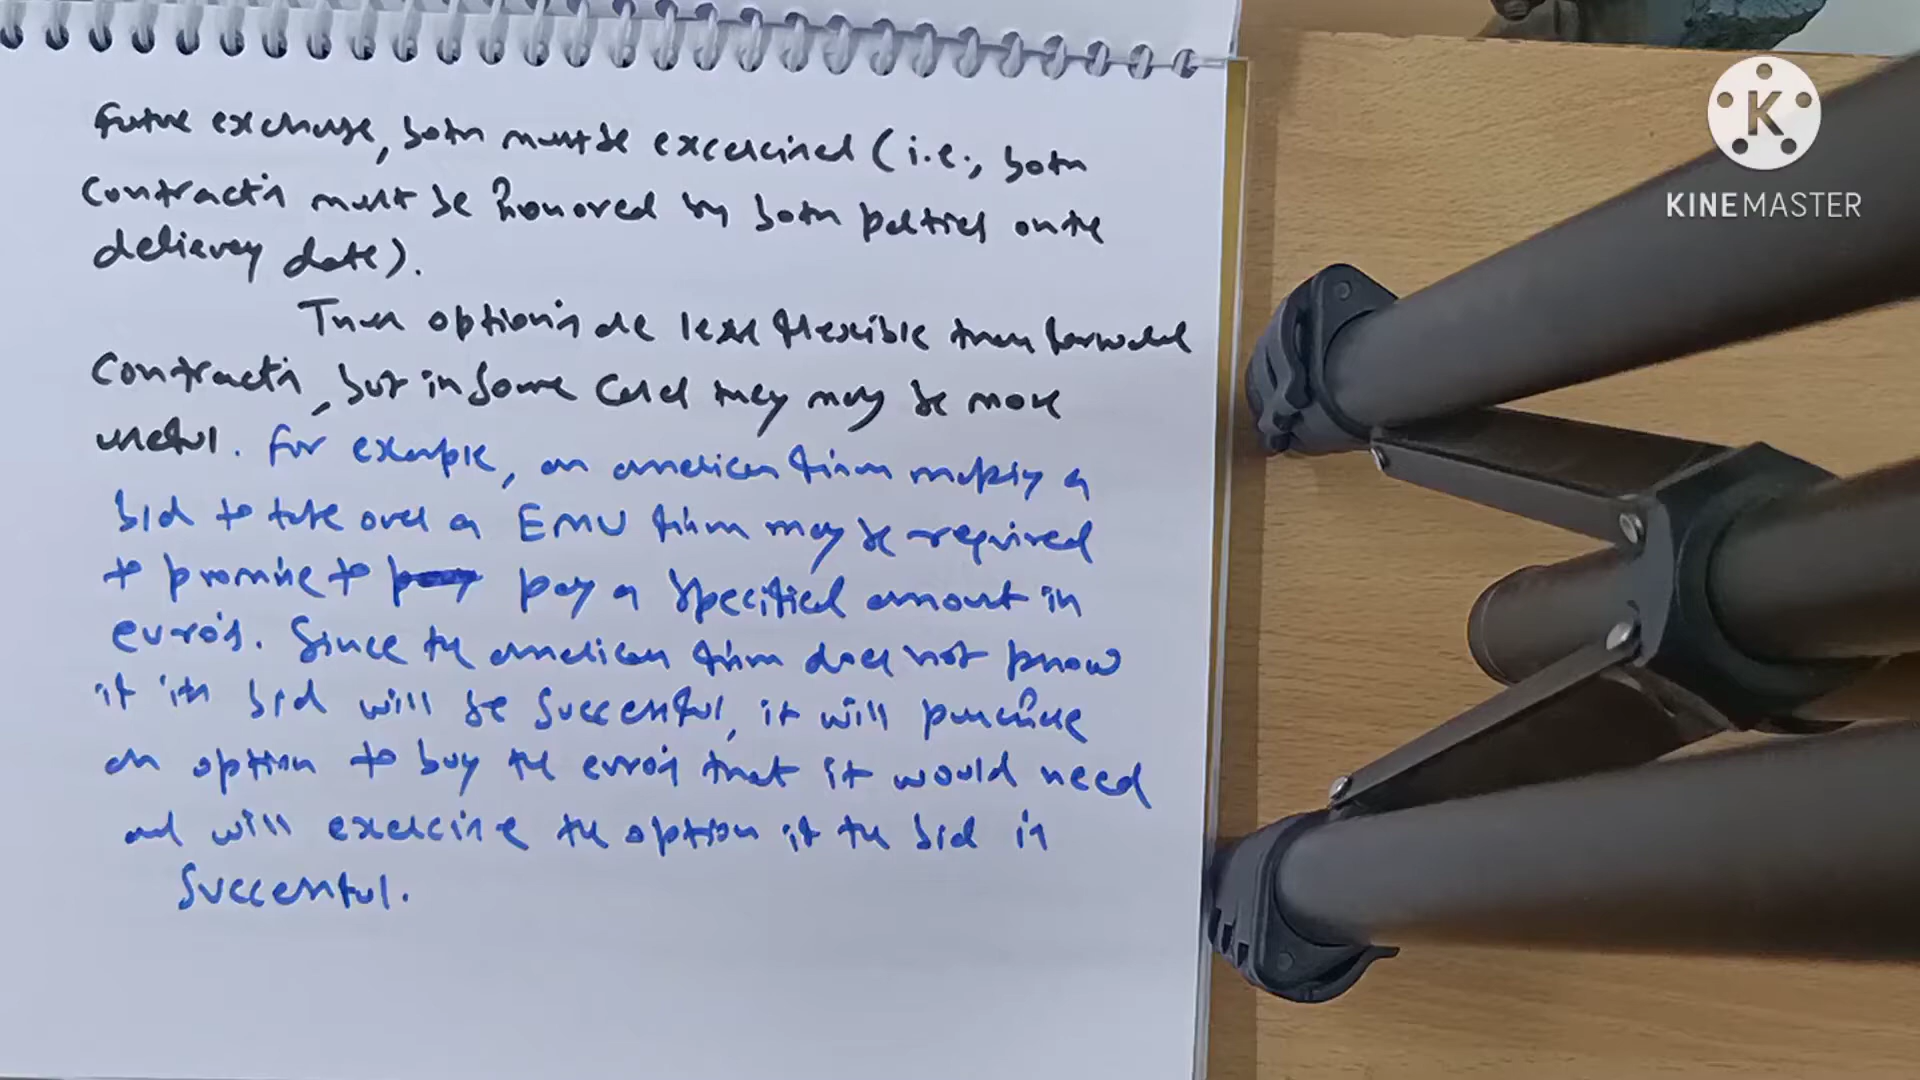 future exchange, both must be excercised (i.e., both
contracts must be honored by both parties on the
delievery date).
Thus options are less flexible than forward
contracts, but in some cases they may be more
useful. For example, an american firm making a
bid to take over a EMU firm may be required
to promise to pay a specified amount in
euros. Since the american firm does not know
if its bid will be successful, it will purchase
an option to buy the euros that it would need
and will exercise the option if the bid is
successful.
KINEMASTER